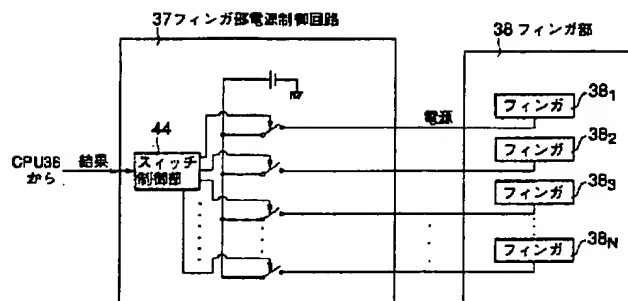 37フィンガ部電源制御回路
38フィンガ部
44
CPU36
から
結果
スイッチ
制御部
電源
フィンガ
38₁
フィンガ
38₂
フィンガ
38₃
フィンガ
38N